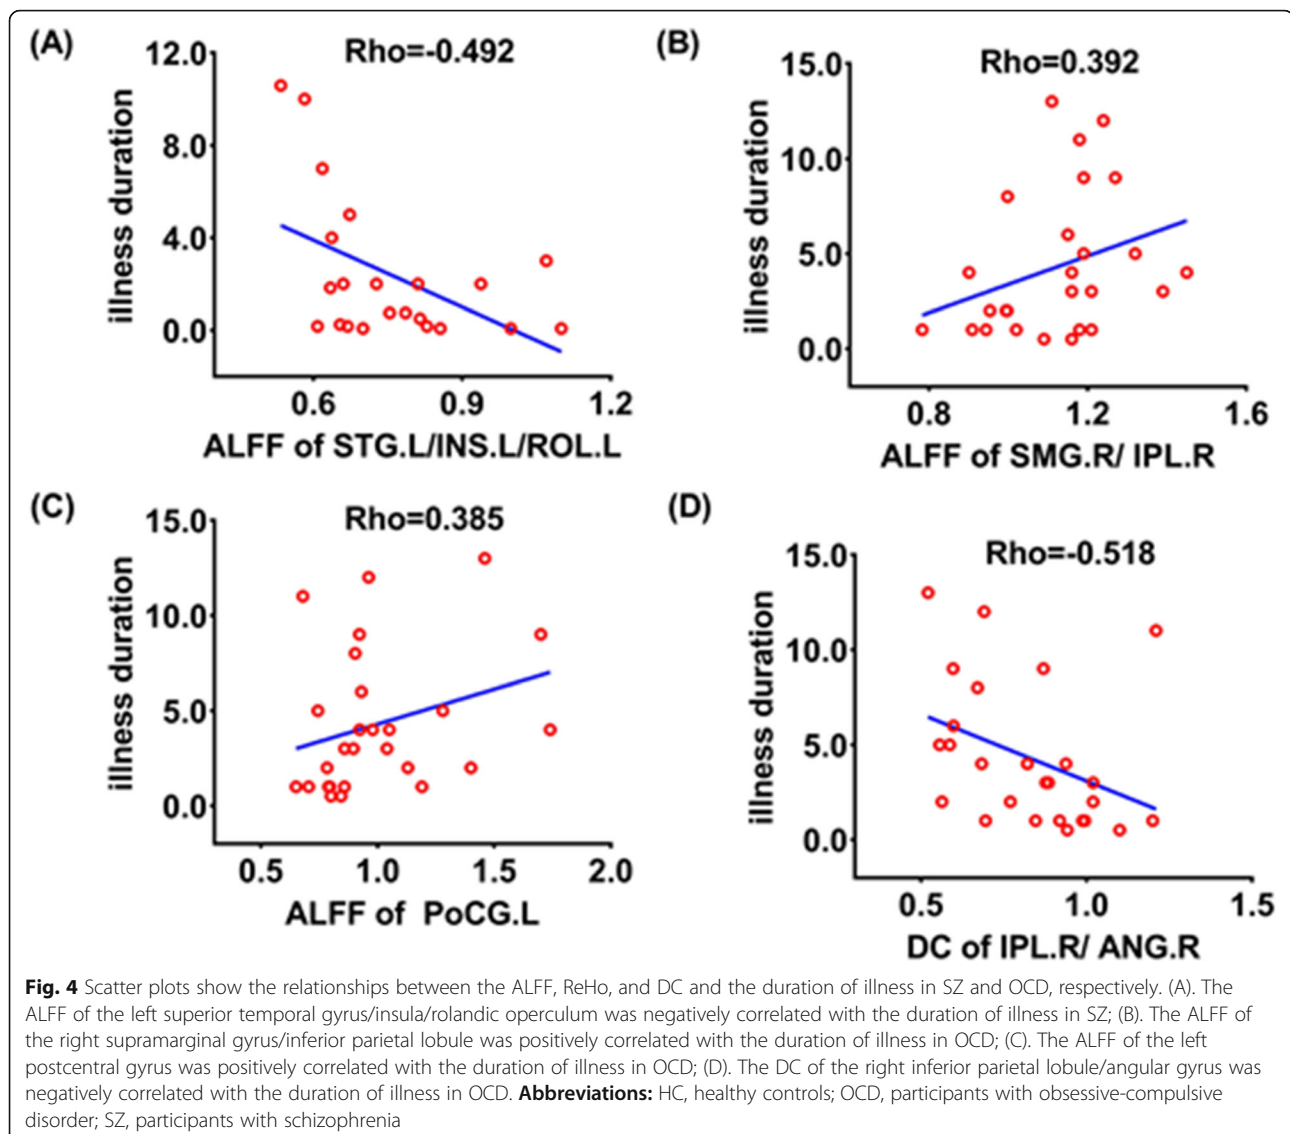 (A)
Rho=-0.492
12.0
8.0
4.0
0.0
illness duration
0.6 0.9 1.2
ALFF of STG.L/INS.L/ROL.L
(B)
Rho=0.392
15.0
10.0
5.0
0.0
illness duration
0.8 1.2 1.6
ALFF of SMG.R/ IPL.R
(C)
Rho=0.385
15.0
10.0
5.0
0.0
illness duration
0.5 1.0 1.5 2.0
ALFF of PoCG.L
(D)
Rho=-0.518
15.0
10.0
5.0
0.0
illness duration
0.5 1.0 1.5
DC of IPL.R/ ANG.R
Fig. 4 Scatter plots show the relationships between the ALFF, ReHo, and DC and the duration of illness in SZ and OCD, respectively. (A). The
ALFF of the left superior temporal gyrus/insula/rolandic operculum was negatively correlated with the duration of illness in SZ; (B). The ALFF of
the right supramarginal gyrus/inferior parietal lobule was positively correlated with the duration of illness in OCD; (C). The ALFF of the left
postcentral gyrus was positively correlated with the duration of illness in OCD; (D). The DC of the right inferior parietal lobule/angular gyrus was
negatively correlated with the duration of illness in OCD. Abbreviations: HC, healthy controls; OCD, participants with obsessive-compulsive
disorder; SZ, participants with schizophrenia